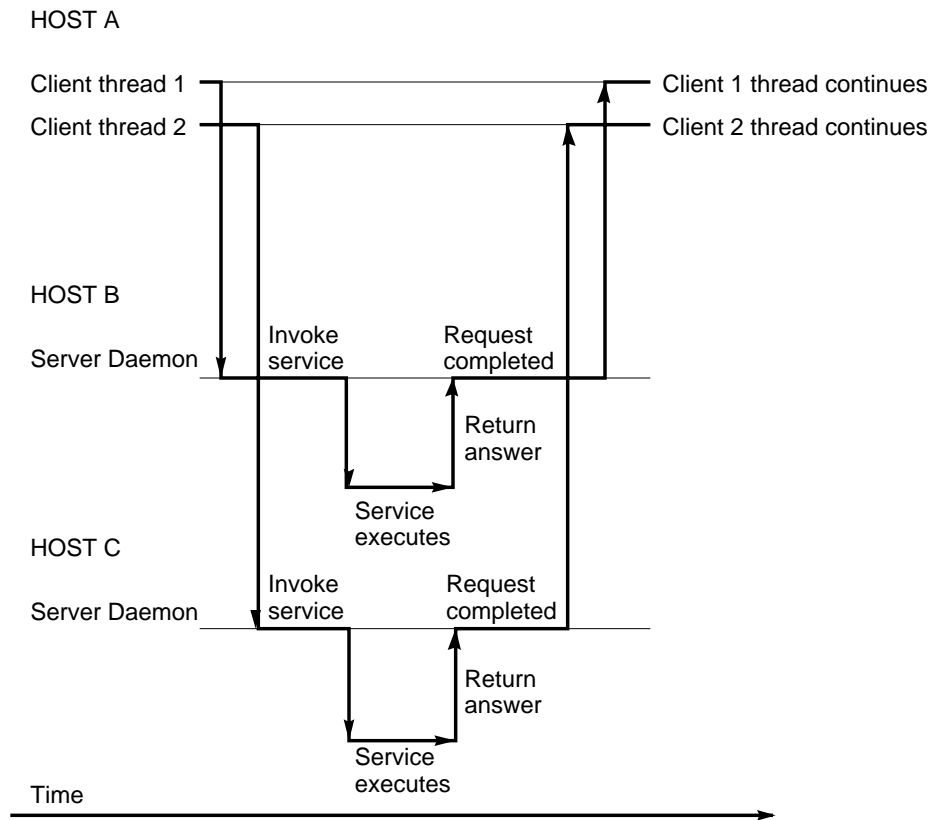 HOST A
Client thread 1
Client 1 thread continues
Client thread 2
Client 2 thread continues
HOST B
Server Daemon
Invoke
service
Request
completed
Return
answer
Service
executes
HOST C
Server Daemon
Invoke
service
Request
completed
Return
answer
Service
executes
Time